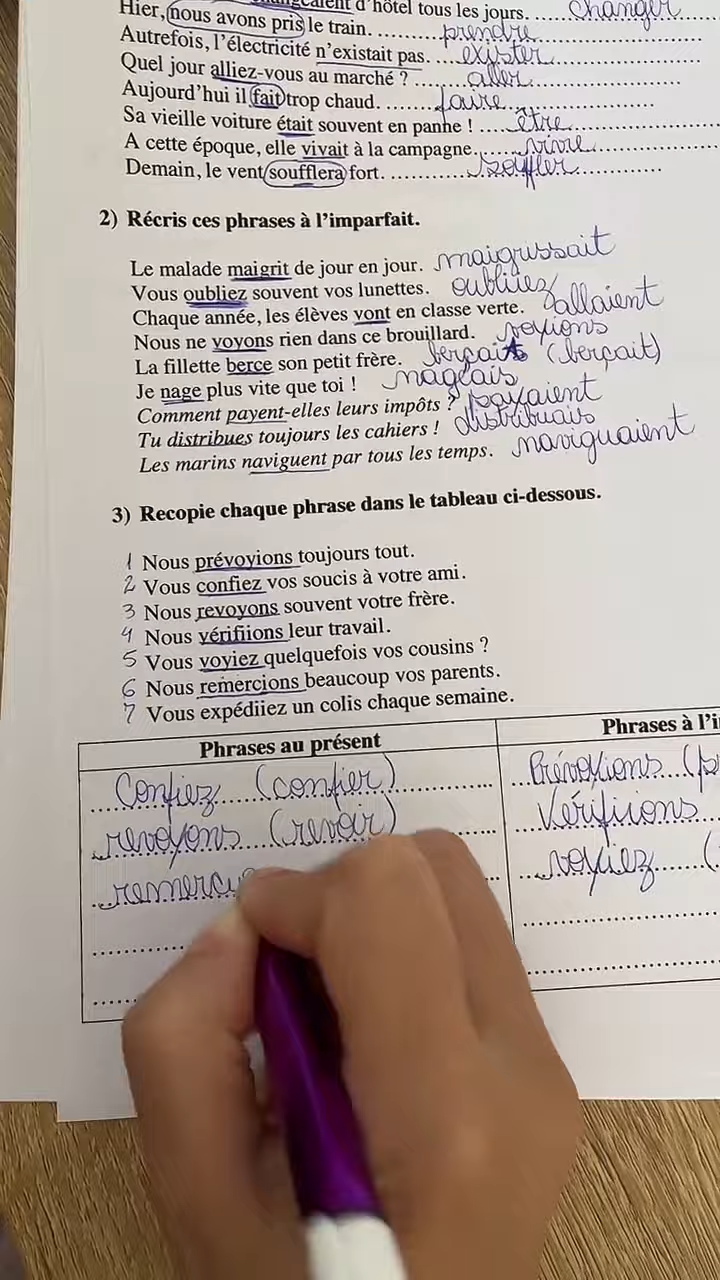 d'hôtel tous les jours. changer
Hier, nous avons pris le train. prendre
Autrefois, l'électricité n'existait pas. exister
Quel jour alliez-vous au marché ? aller
Aujourd'hui il fait trop chaud. faire
Sa vieille voiture était souvent en panne ! être
A cette époque, elle vivait à la campagne. vivre
Demain, le vent soufflera fort. souffler
2) Récris ces phrases à l'imparfait.
Le malade maigrit de jour en jour. maigrissait
Vous oubliez souvent vos lunettes. oubliiez
Chaque année, les élèves vont en classe verte. allaient
Nous ne voyons rien dans ce brouillard. voyions
La fillette berce son petit frère. berçait (berçait)
Je nage plus vite que toi ! nageais
Comment payent-elles leurs impôts ? payaient
Tu distribues toujours les cahiers ! distribuais
Les marins naviguent par tous les temps. naviguaient
3) Recopie chaque phrase dans le tableau ci-dessous.
1 Nous prévoyions toujours tout.
2 Vous confiez vos soucis à votre ami.
3 Nous revoyons souvent votre frère.
4 Nous vérifiions leur travail.
5 Vous voyiez quelquefois vos cousins ?
6 Nous remercions beaucoup vos parents.
7 Vous expédiiez un colis chaque semaine.
Phrases au présent Phrases à l'i
Confiez (confier) Prévoyions (p
revoyons (revoir) Vérifiions
remerci voyiez (